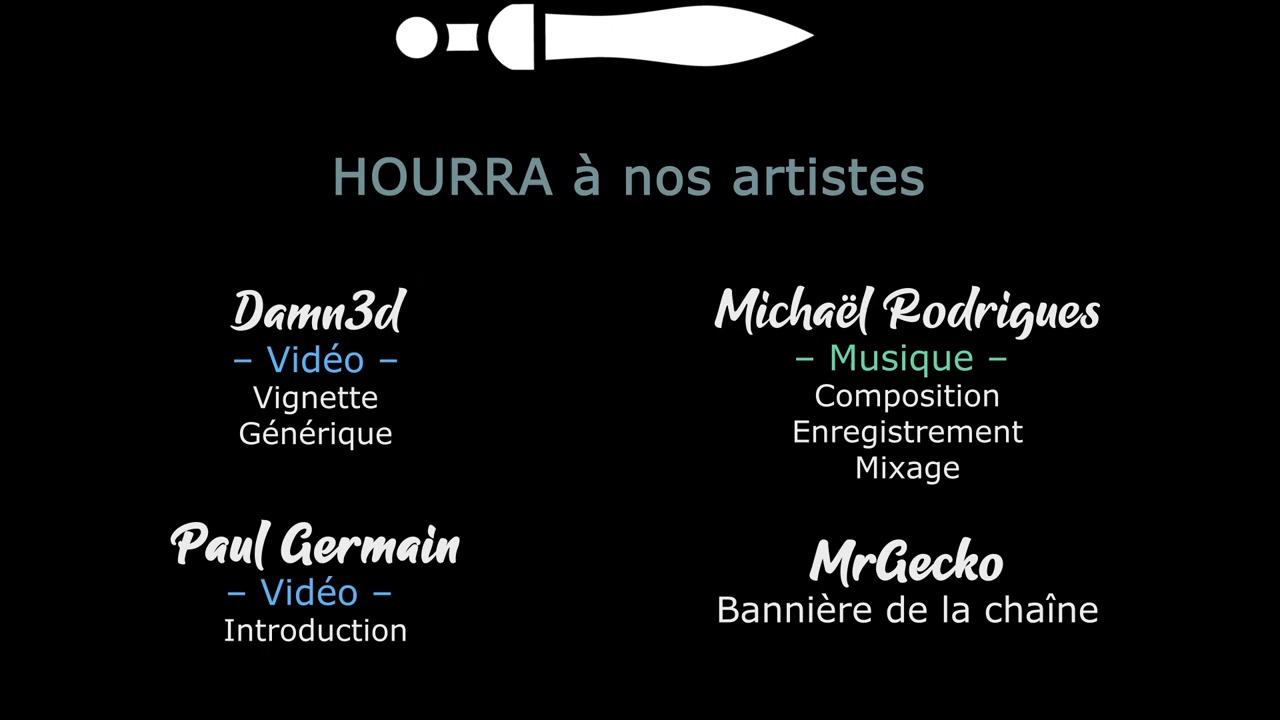 HOURRA à nos artistes
Damn3d
– Vidéo –
Vignette
Générique
Michaël Rodrigues
– Musique –
Composition
Enregistrement
Mixage
Paul Germain
– Vidéo –
Introduction
MrGecko
Bannière de la chaîne